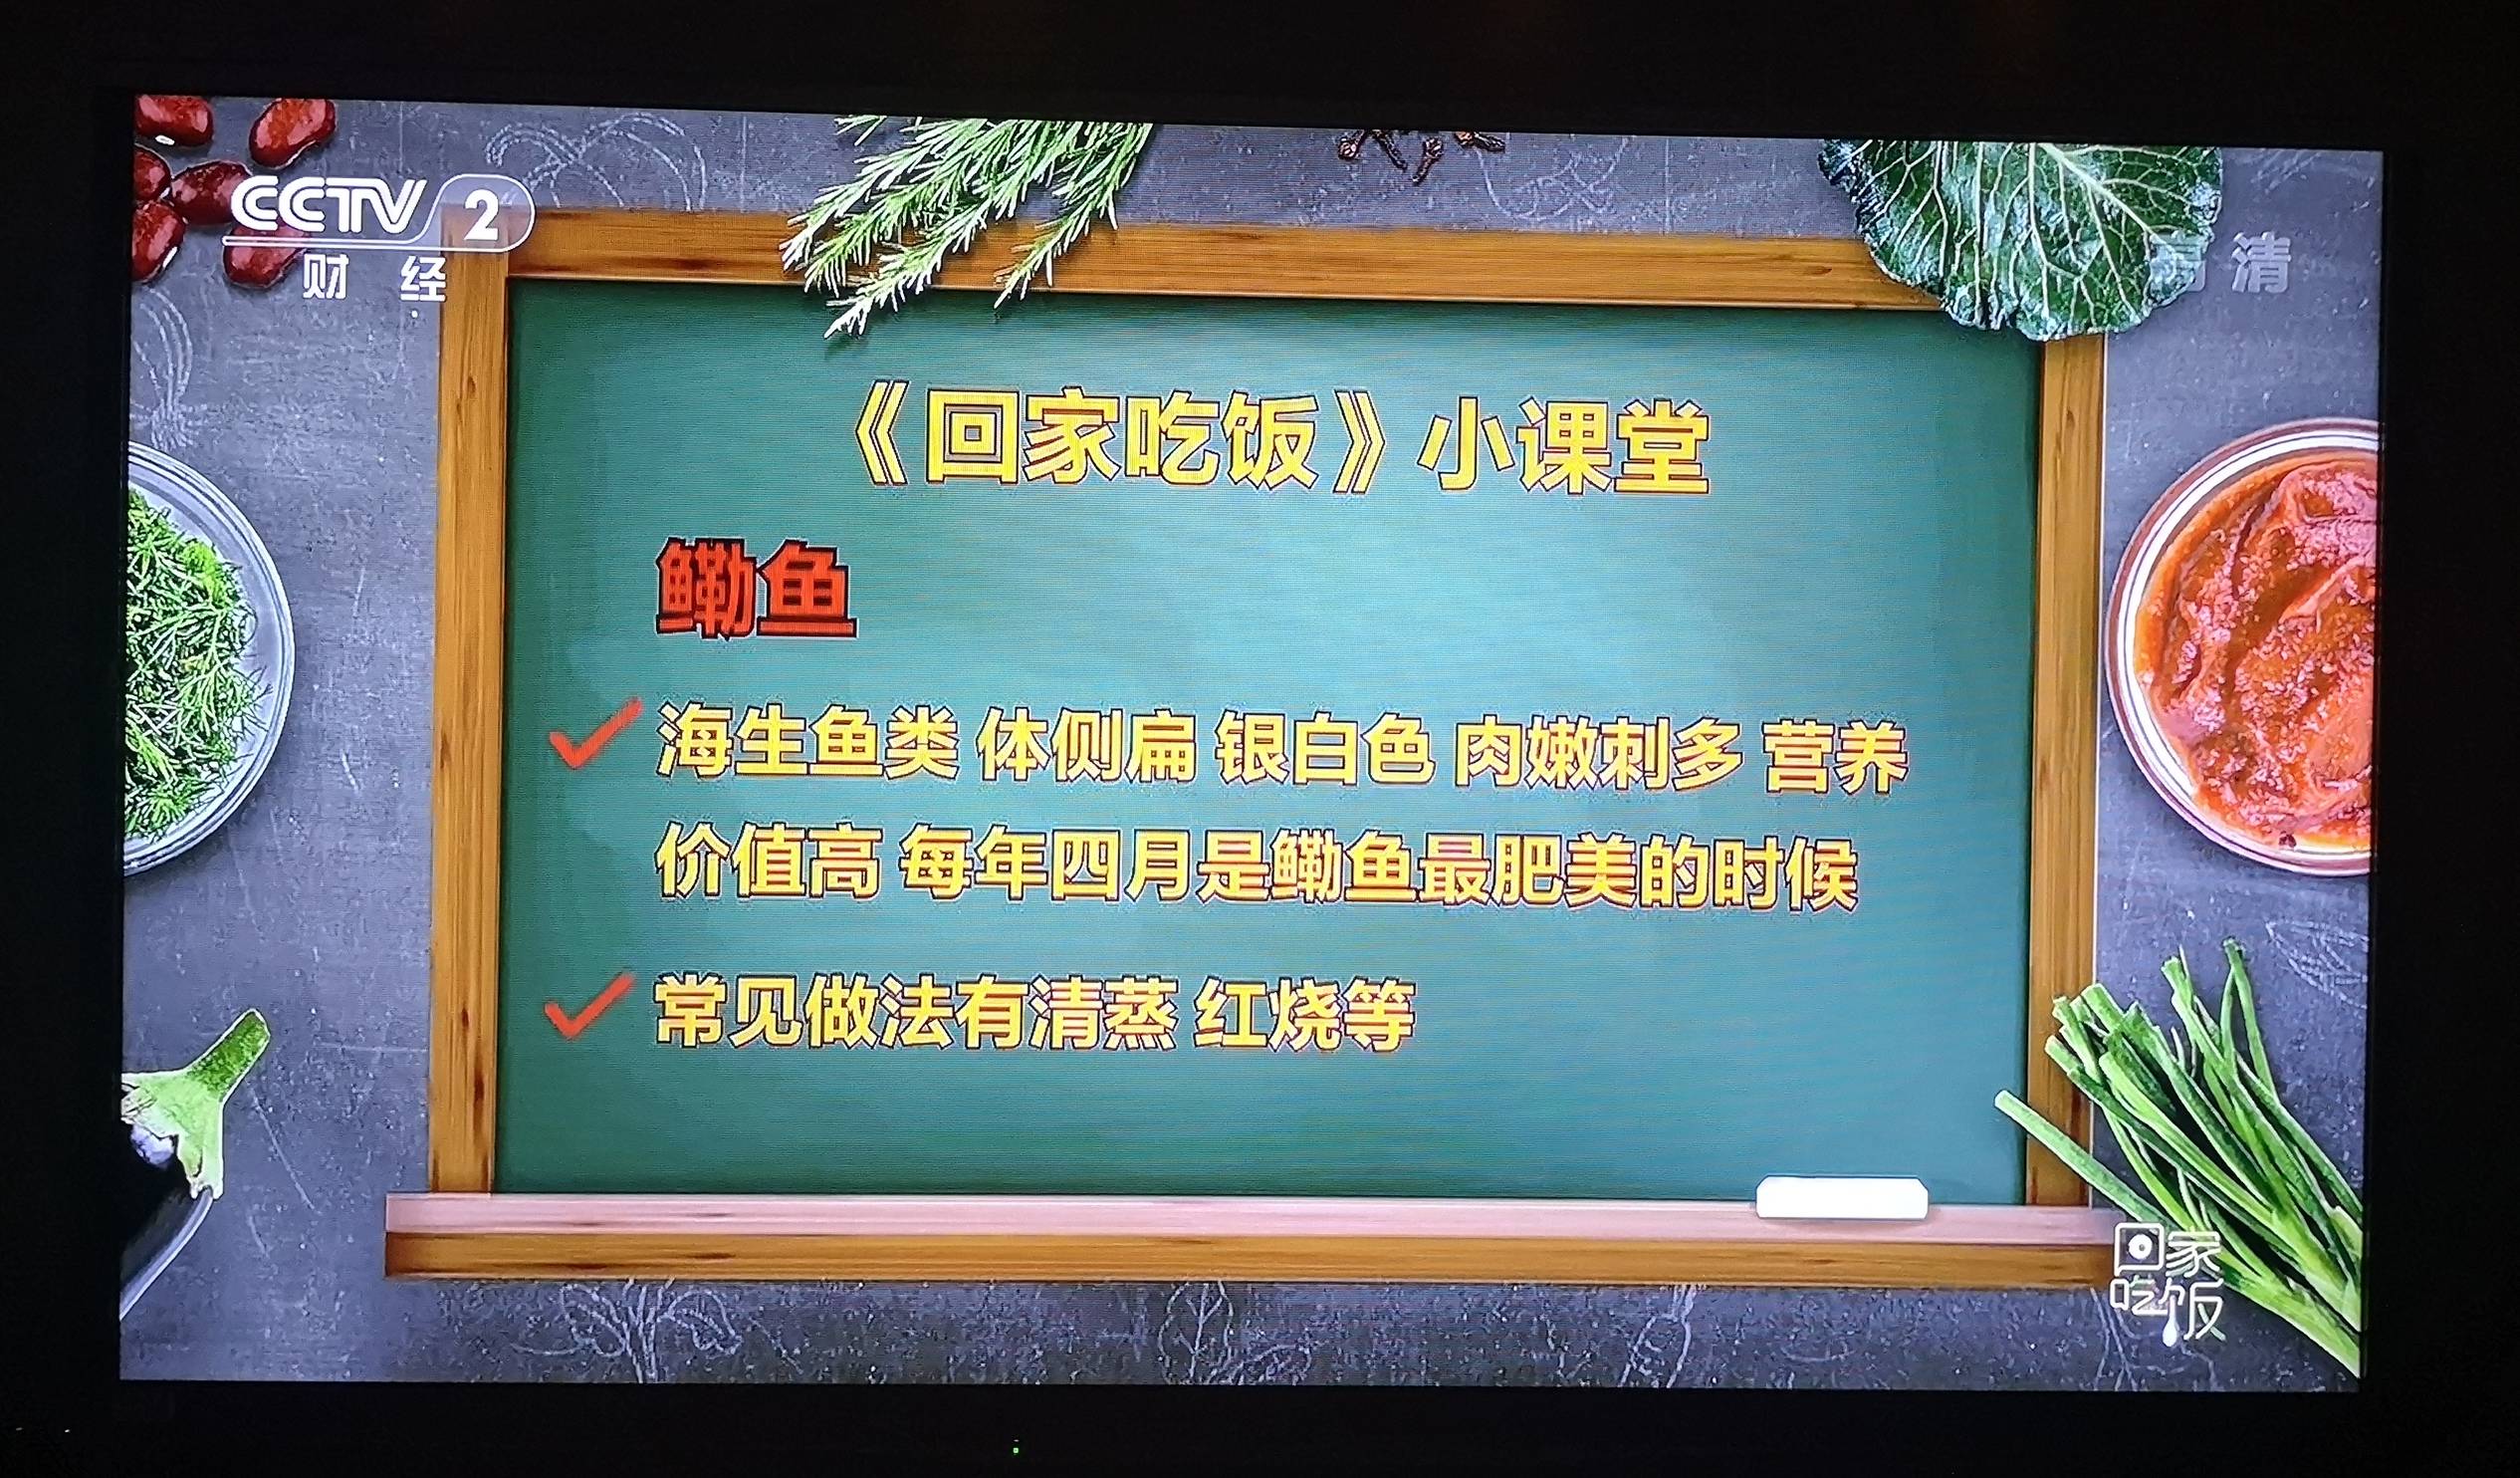 CCTV 2
财 经
高清
《回家吃饭》小课堂
鳓鱼
海生鱼类 体侧扁 银白色 肉嫩刺多 营养
价值高 每年四月是鳓鱼最肥美的时候
常见做法有清蒸 红烧等
回家
吃饭